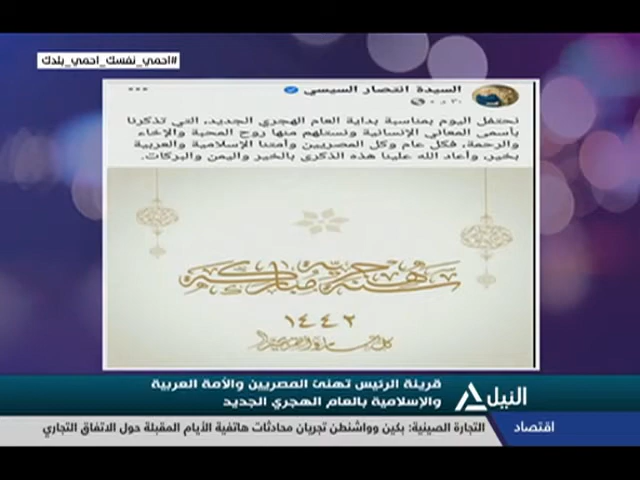 #احمي_نفسك_احمي_بلدك
السيدة انتصار السيسي
٣٠ د
نحتفل اليوم بمناسبة بداية العام الهجري الجديد، التي تذكرنا
بأسمى المعاني الإنسانية ونستلهم منها روح المحبة والإخاء
والرحمة، فكل عام وكل المصريين وأمتنا الإسلامية والعربية
بخير، وأعاد الله علينا هذه الذكرى بالخير واليمن والبركات.
سنة هجرية مباركة
١٤٤٢
قرينة الرئيس تهنئ المصريين والأمة العربية
والإسلامية بالعام الهجري الجديد
النيل
اقتصاد
التجارة الصينية: بكين وواشنطن تجريان محادثات هاتفية الأيام المقبلة حول الاتفاق التجاري